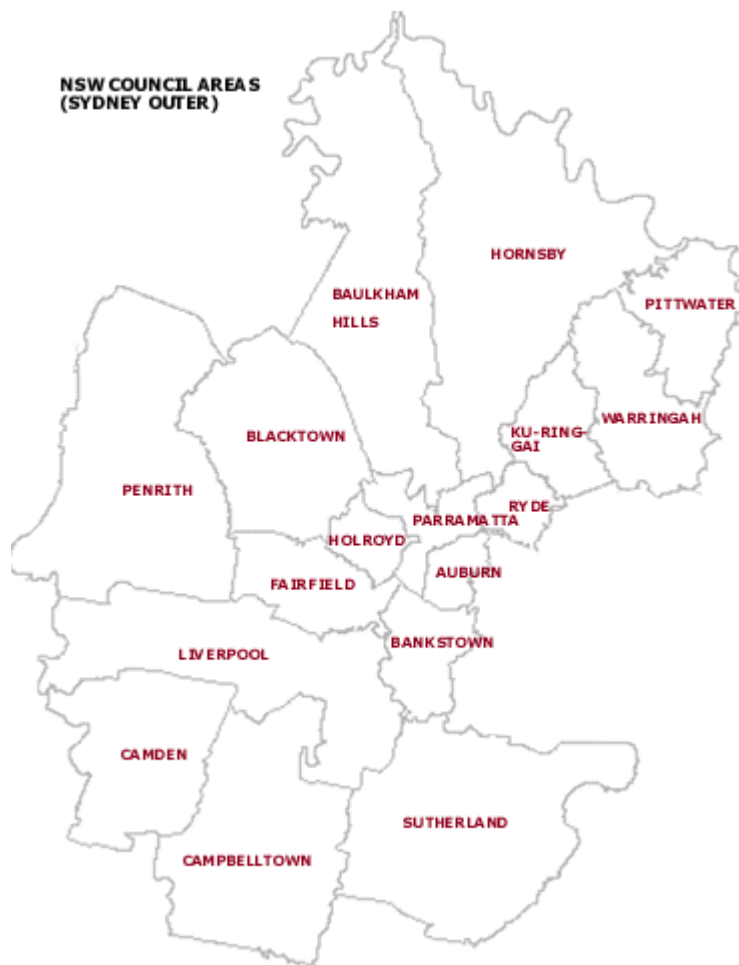 NSW COUNCIL AREAS
(SYDNEY OUTER)
HORNSBY
BAULKHAM
HILLS
PITTWATER
WARRINGAH
KU-RING-
GAI
BLACKTOWN
PENRITH
RYDE
PARRAMATTA
HOLROYD
AUBURN
FAIRFIELD
BANKSTOWN
LIVERPOOL
CAMDEN
SUTHERLAND
CAMPBELLTOWN